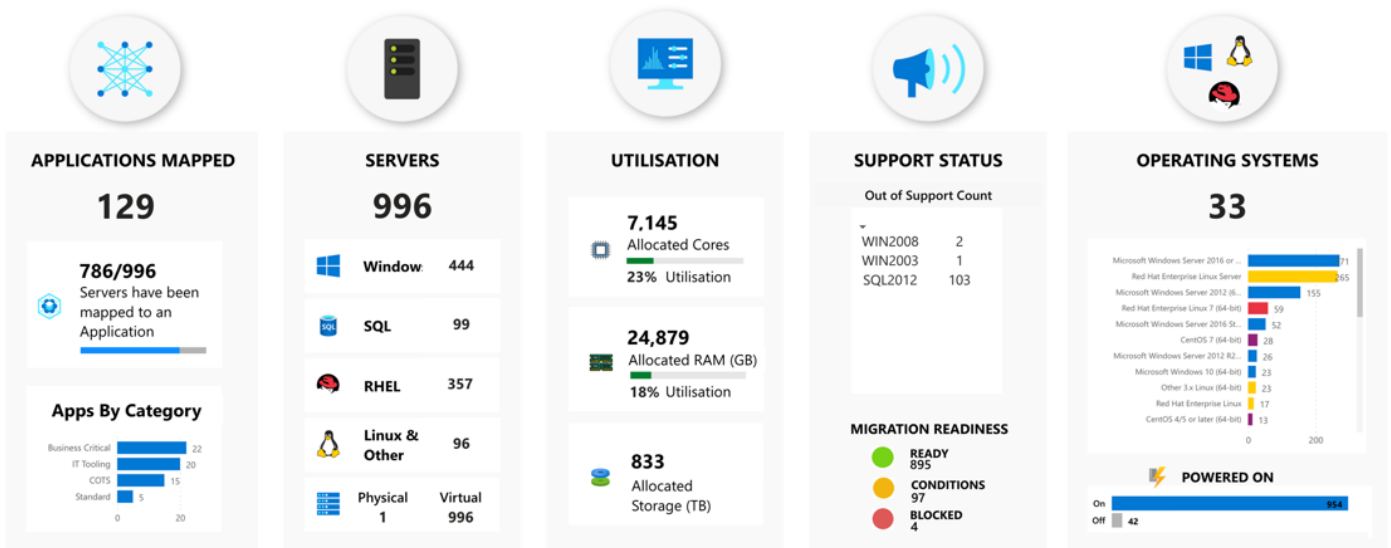 APPLICATIONS MAPPED
129
786/996
Servers have been
mapped to an
Application
Apps By Category
Business Critical 22
IT Tooling 20
COTS 15
Standard 5
0 20
SERVERS
996
Window 444
SQL
SQL 99
RHEL 357
Linux &
Other
96
Physical Virtual
1 996
UTILISATION
7,145
Allocated Cores
23% Utilisation
24,879
Allocated RAM (GB)
18% Utilisation
833
Allocated
Storage (TB)
SUPPORT STATUS
Out of Support Count
WIN2008 2
WIN2003 1
SQL2012 103
MIGRATION READINESS
READY
895
CONDITIONS
97
BLOCKED
4
OPERATING SYSTEMS
33
Microsoft Windows Server 2016 or ... 71
Red Hat Enterprise Linux Server 265
Microsoft Windows Server 2012 (6... 155
Red Hat Enterprise Linux 7 (64-bit) 59
Microsoft Windows Server 2016 St... 52
CentOS 7 (64-bit) 28
Microsoft Windows Server 2012 R2... 26
Microsoft Windows 10 (64-bit) 23
Other 3.x Linux (64-bit) 23
Red Hat Enterprise Linux 17
CentOS 4/5 or later (64-bit) 13
0 200
POWERED ON
On 954
Off 42